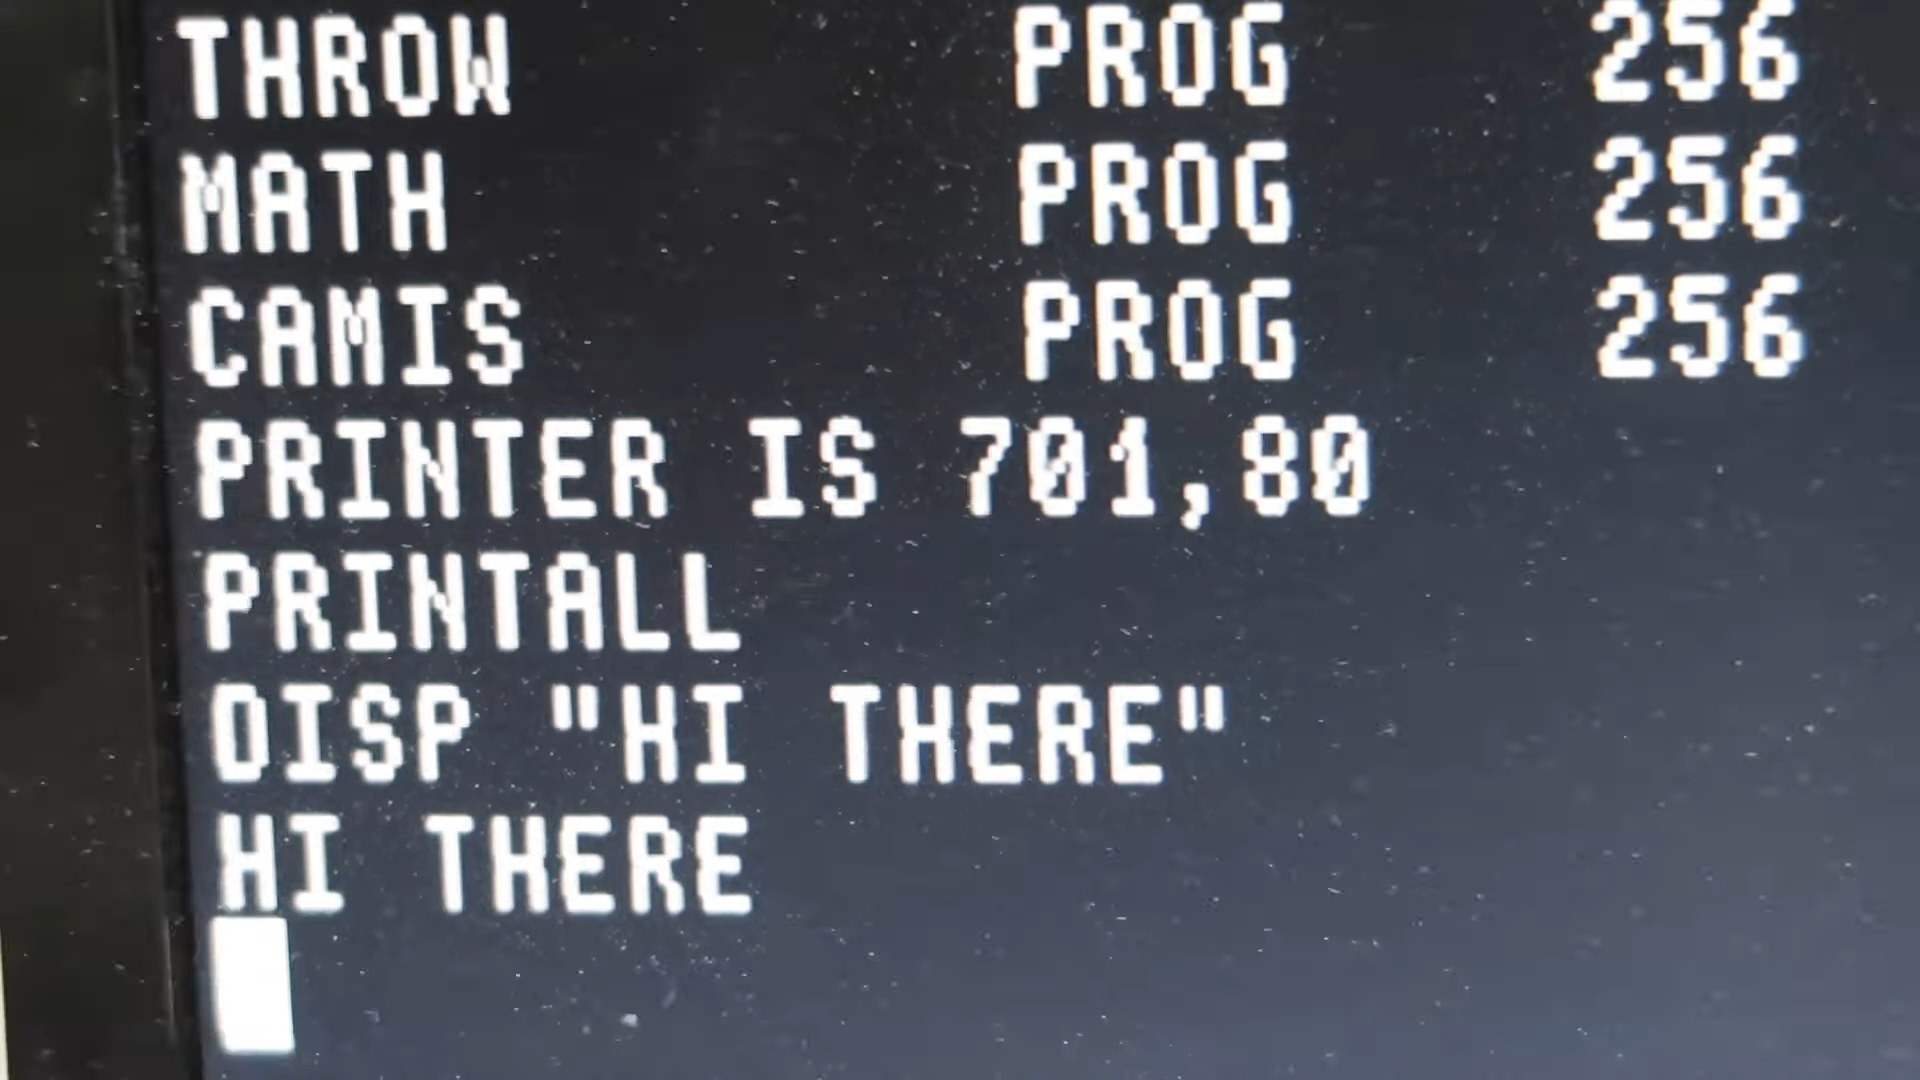 THROW PROG 256
MATH PROG 256
CAMIS PROG 256
PRINTER IS 701,80
PRINTALL
DISP "HI THERE"
HI THERE